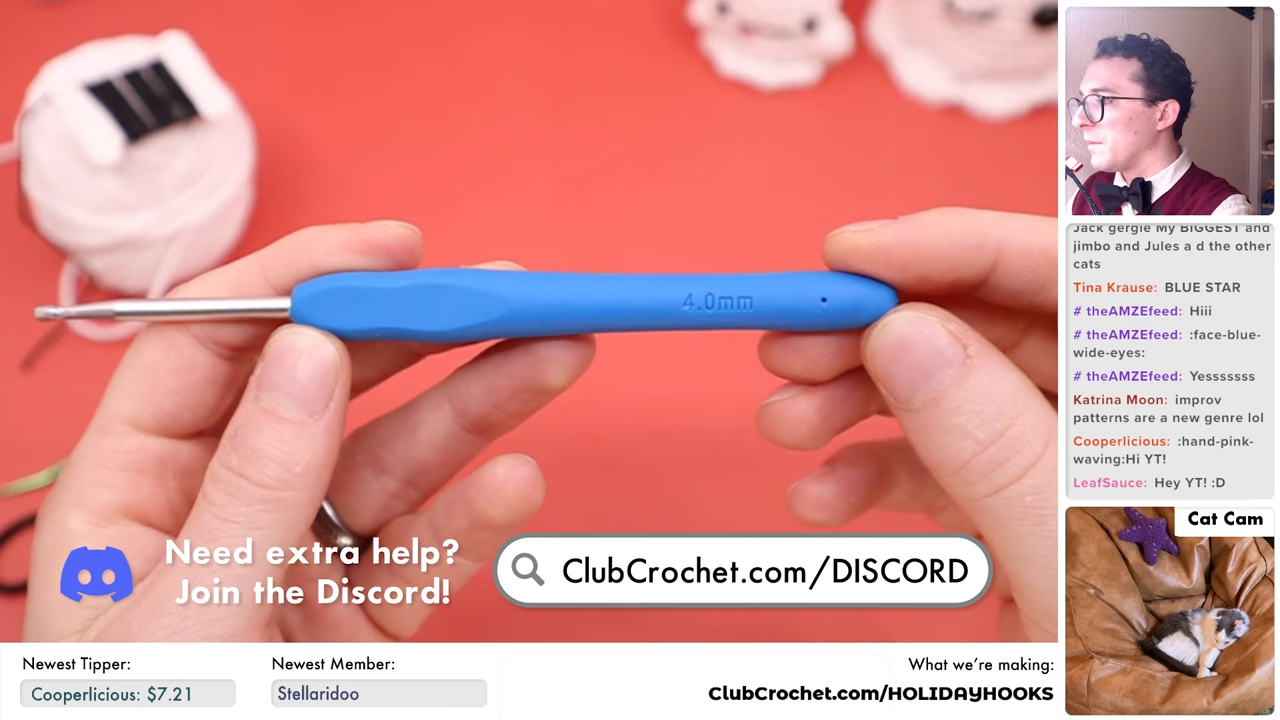 4.0mm
Need extra help?
Join the Discord!
ClubCrochet.com/DISCORD
Newest Tipper:
Cooperlicious: $7.21
Newest Member:
Stellaridoo
What we're making:
ClubCrochet.com/HOLIDAYHOOKS
Jack gergie My BIGGEST and
jimbo and Jules a d the other
cats
Tina Krause: BLUE STAR
# theAMZEfeed: Hiii
# theAMZEfeed: :face-blue-
wide-eyes:
# theAMZEfeed: Yesssssss
Katrina Moon: improv
patterns are a new genre lol
Cooperlicious: :hand-pink-
waving:Hi YT!
LeafSauce: Hey YT! :D
Cat Cam